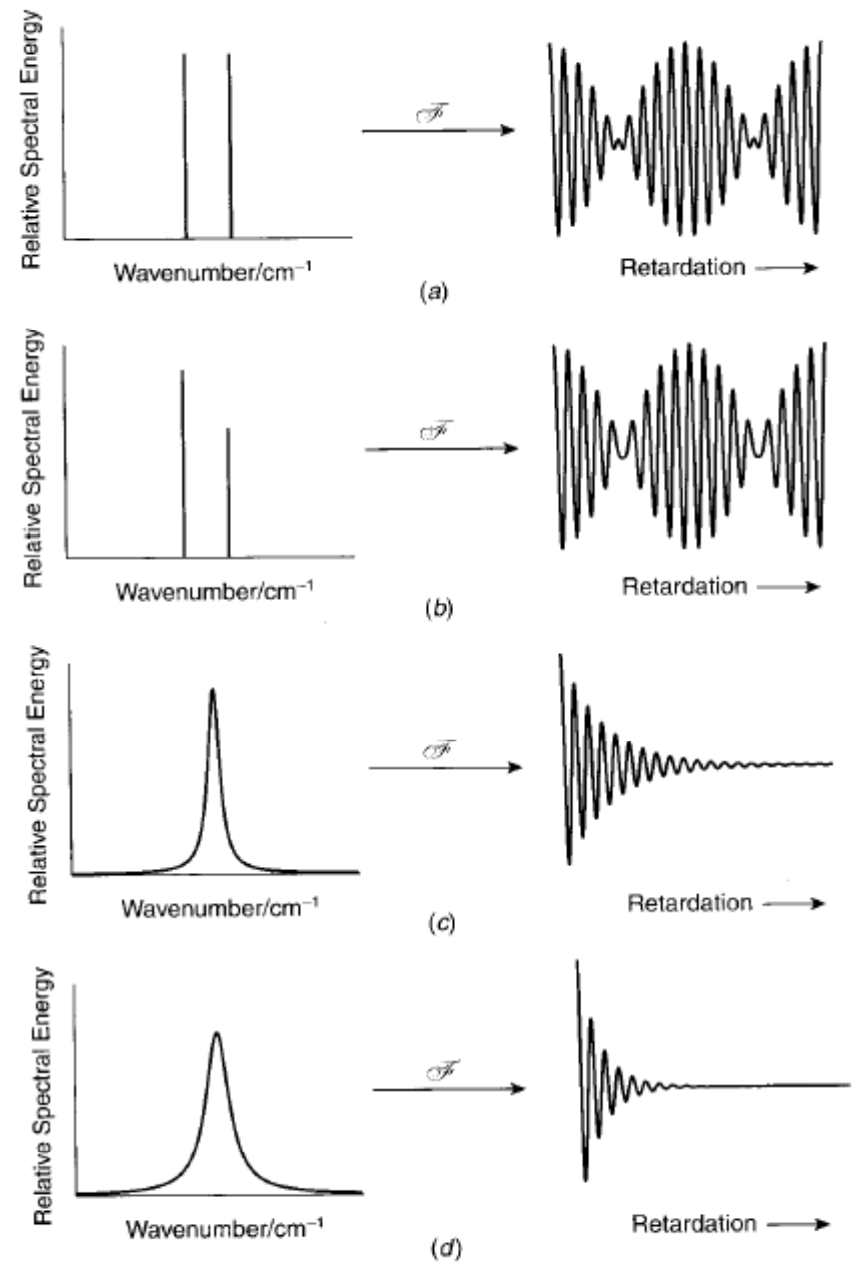 Relative Spectral Energy
ℱ
Wavenumber/cm⁻¹
Retardation
(a)
Relative Spectral Energy
ℱ
Wavenumber/cm⁻¹
Retardation
(b)
Relative Spectral Energy
ℱ
Wavenumber/cm⁻¹
Retardation
(c)
Relative Spectral Energy
ℱ
Wavenumber/cm⁻¹
Retardation
(d)